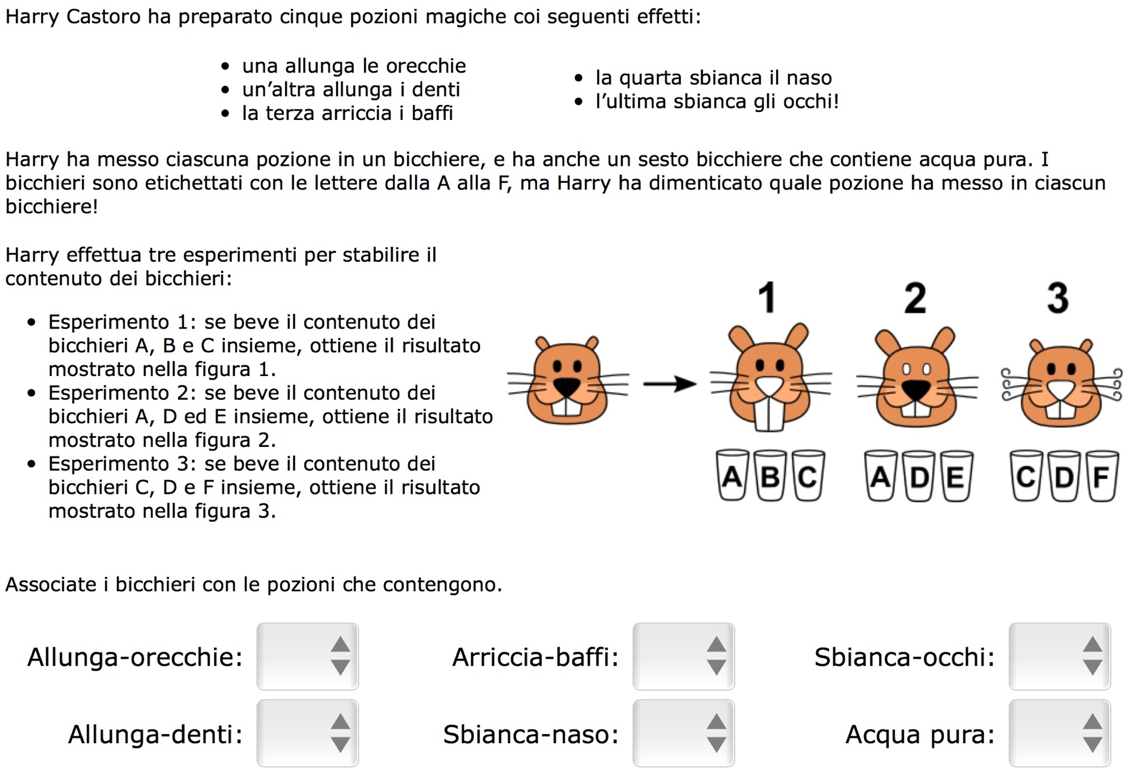 Harry Castoro ha preparato cinque pozioni magiche coi seguenti effetti:
• una allunga le orecchie
• un’altra allunga i denti
• la terza arriccia i baffi
• la quarta sbianca il naso
• l’ultima sbianca gli occhi!
Harry ha messo ciascuna pozione in un bicchiere, e ha anche un sesto bicchiere che contiene acqua pura. I
bicchieri sono etichettati con le lettere dalla A alla F, ma Harry ha dimenticato quale pozione ha messo in ciascun
bicchiere!
Harry effettua tre esperimenti per stabilire il
contenuto dei bicchieri:
• Esperimento 1: se beve il contenuto dei
bicchieri A, B e C insieme, ottiene il risultato
mostrato nella figura 1.
• Esperimento 2: se beve il contenuto dei
bicchieri A, D ed E insieme, ottiene il risultato
mostrato nella figura 2.
• Esperimento 3: se beve il contenuto dei
bicchieri C, D e F insieme, ottiene il risultato
mostrato nella figura 3.
1 2 3
A B C A D E C D F
Associate i bicchieri con le pozioni che contengono.
Allunga-orecchie: Arriccia-baffi: Sbianca-occhi:
Allunga-denti: Sbianca-naso: Acqua pura: